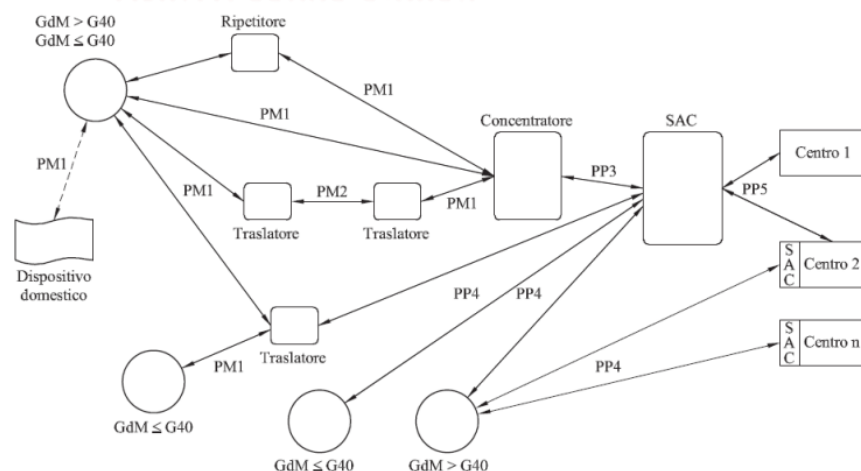 GdM > G40
GdM ≤ G40
Ripetitore
PM1
PM1
Concentratore
SAC
PM1
PM1
PM2
PM1
PP3
Centro 1
PP5
Traslatore
Traslatore
Dispositivo
domestico
S
A
C
Centro 2
PP4
PP4
Traslatore
PM1
S
A
C
Centro n
PP4
GdM ≤ G40
GdM ≤ G40
GdM > G40